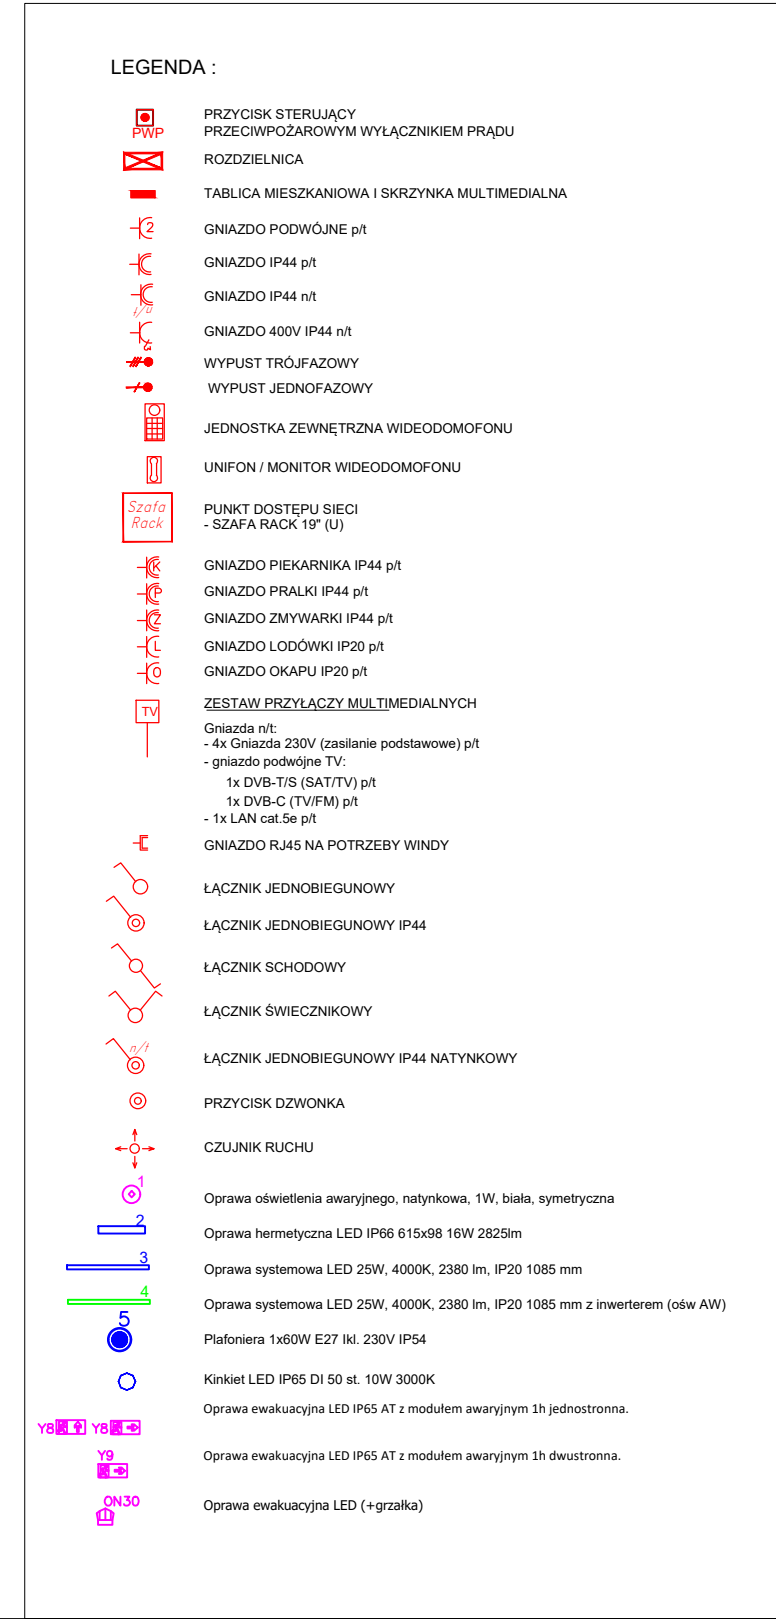 LEGENDA :
PWP
PRZYCISK STERUJĄCY
PRZECIWPOŻAROWYM WYŁĄCZNIKIEM PRĄDU
ROZDZIELNICA
TABLICA MIESZKANIOWA I SKRZYNKA MULTIMEDIALNA
2
GNIAZDO PODWÓJNE p/t
GNIAZDO IP44 p/t
GNIAZDO IP44 n/t
GNIAZDO 400V IP44 n/t
WYPUST TRÓJFAZOWY
WYPUST JEDNOFAZOWY
JEDNOSTKA ZEWNĘTRZNA WIDEODOMOFONU
UNIFON / MONITOR WIDEODOMOFONU
Szafa
Rack
PUNKT DOSTĘPU SIECI
- SZAFA RACK 19" (U)
K
GNIAZDO PIEKARNIKA IP44 p/t
P
GNIAZDO PRALKI IP44 p/t
Z
GNIAZDO ZMYWARKI IP44 p/t
L
GNIAZDO LODÓWKI IP20 p/t
O
GNIAZDO OKAPU IP20 p/t
TV
ZESTAW PRZYŁĄCZY MULTIMEDIALNYCH
Gniazda n/t:
- 4x Gniazda 230V (zasilanie podstawowe) p/t
- gniazdo podwójne TV:
1x DVB-T/S (SAT/TV) p/t
1x DVB-C (TV/FM) p/t
- 1x LAN cat.5e p/t
GNIAZDO RJ45 NA POTRZEBY WINDY
ŁĄCZNIK JEDNOBIEGUNOWY
ŁĄCZNIK JEDNOBIEGUNOWY IP44
ŁĄCZNIK SCHODOWY
ŁĄCZNIK ŚWIECZNIKOWY
n/t
ŁĄCZNIK JEDNOBIEGUNOWY IP44 NATYNKOWY
PRZYCISK DZWONKA
CZUJNIK RUCHU
1
Oprawa oświetlenia awaryjnego, natynkowa, 1W, biała, symetryczna
2
Oprawa hermetyczna LED IP66 615x98 16W 2825lm
3
Oprawa systemowa LED 25W, 4000K, 2380 lm, IP20 1085 mm
4
Oprawa systemowa LED 25W, 4000K, 2380 lm, IP20 1085 mm z inwerterem (ośw AW)
5
Plafoniera 1x60W E27 Ikl. 230V IP54
Kinkiet LED IP65 DI 50 st. 10W 3000K
Oprawa ewakuacyjna LED IP65 AT z modułem awaryjnym 1h jednostronna.
Y8 Y8
Y9
Oprawa ewakuacyjna LED IP65 AT z modułem awaryjnym 1h dwustronna.
ON30
Oprawa ewakuacyjna LED (+grzałka)